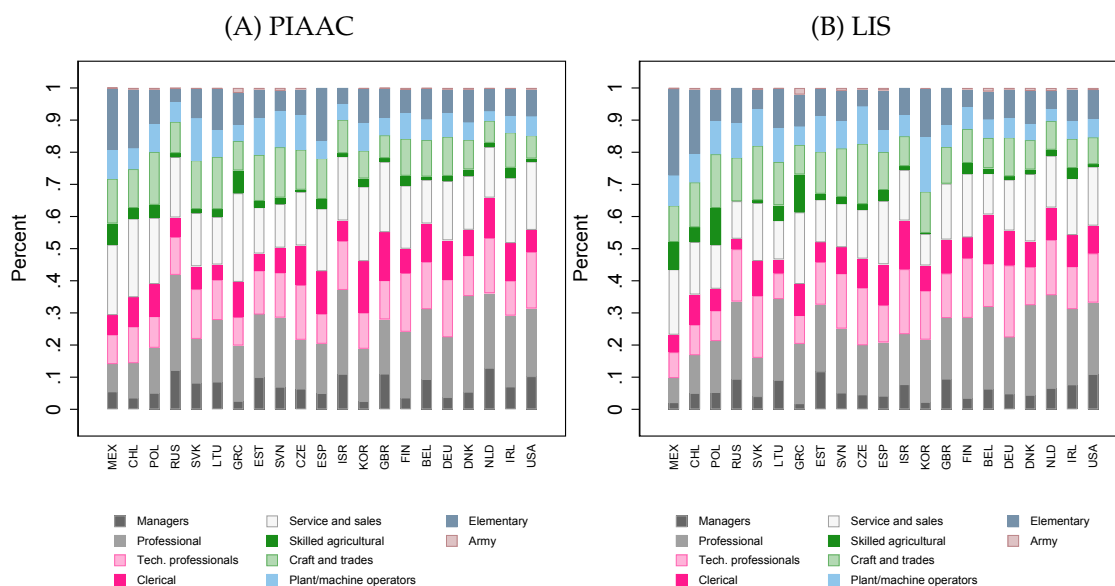 (A) PIAAC
Percent
0 .1 .2 .3 .4 .5 .6 .7 .8 .9 1
MEX CHL POL RUS SVK LTU GRC EST SVN CZE ESP ISR KOR GBR FIN BEL DEU DNK NLD IRL USA
Managers Service and sales Elementary
Professional Skilled agricultural Army
Tech. professionals Craft and trades
Clerical Plant/machine operators
(B) LIS
Percent
0 .1 .2 .3 .4 .5 .6 .7 .8 .9 1
MEX CHL POL RUS SVK LTU GRC EST SVN CZE ESP ISR KOR GBR FIN BEL DEU DNK NLD IRL USA
Managers Service and sales Elementary
Professional Skilled agricultural Army
Tech. professionals Craft and trades
Clerical Plant/machine operators